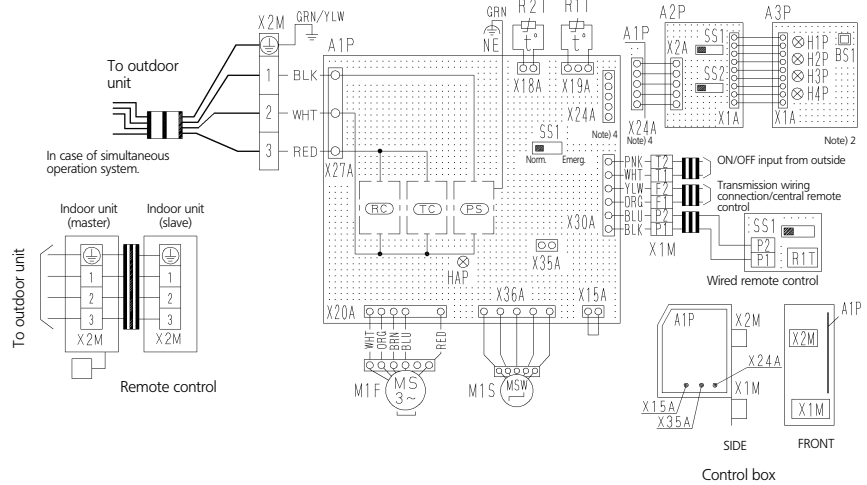 GRN/YLW
X2M
To outdoor unit
1
BLK
2
WHT
3
RED
In case of simultaneous operation system.
A1P
X27A
GRN
NE
R2T
t°
X18A
R1T
t°
X19A
X24A
Note) 4
SS1
Norm.
Emerg.
RC
TC
PS
HAP
X35A
X30A
X20A
X36A
X15A
WHT
ORG
BRN
BLU
RED
M1F
MS
3~
M1S
MSW
A1P
X24A
Note) 4
A2P
X2A
SS1
SS2
X1A
A3P
H1P
H2P
H3P
H4P
BS1
X1A
Note) 2
PNK T2
WHT T1
YLW F2
ORG F1
BLU P2
BLK P1
X1M
ON/OFF input from outside
Transmission wiring connection/central remote control
SS1
P2
P1
R1T
Wired remote control
To outdoor unit
Indoor unit (master)
1
2
3
X2M
Indoor unit (slave)
1
2
3
X2M
Remote control
A1P
X2M
X24A
X1M
X15A
X35A
SIDE
A1P
X2M
X1M
FRONT
Control box